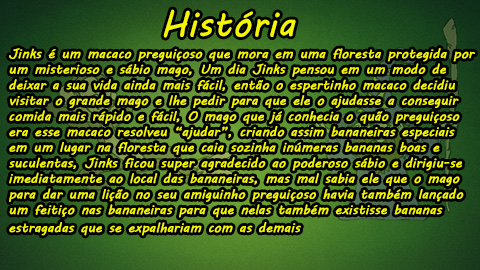 História
Jinks é um macaco preguiçoso que mora em uma floresta protegida por
um misterioso e sábio mago, Um dia Jinks pensou em um modo de
deixar a sua vida ainda mais fácil, então o espertinho macaco decidiu
visitar o grande mago e lhe pedir para que ele o ajudasse a conseguir
comida mais rápido e fácil, O mago que já conhecia o quão preguiçoso
era esse macaco resolveu "ajudar", criando assim bananeiras especiais
em um lugar na floresta que caia sozinha inúmeras bananas boas e
suculentas, Jinks ficou super agradecido ao poderoso sábio e dirigiu-se
imediatamente ao local das bananeiras, mas mal sabia ele que o mago
para dar uma lição no seu amiguinho preguiçoso havia também lançado
um feitiço nas bananeiras para que nelas também existisse bananas
estragadas que se expalhariam com as demais